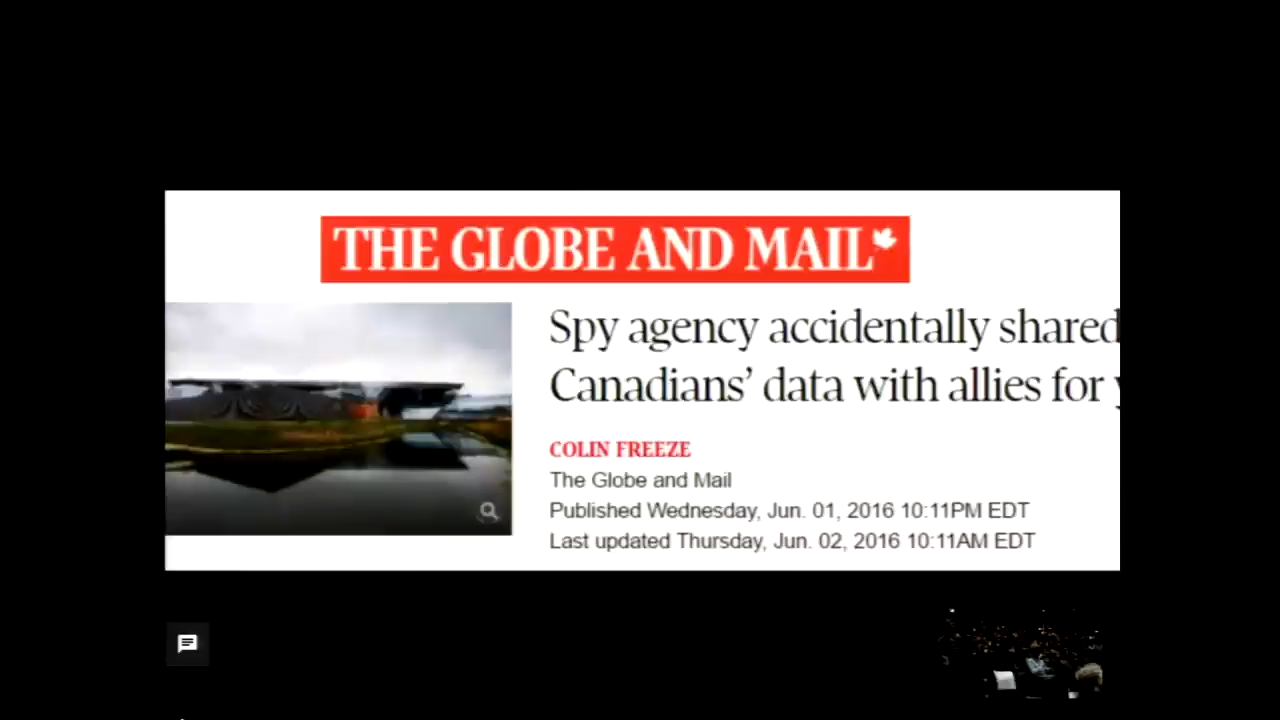 THE GLOBE AND MAIL
Spy agency accidentally shared
Canadians’ data with allies for
COLIN FREEZE
The Globe and Mail
Published Wednesday, Jun. 01, 2016 10:11PM EDT
Last updated Thursday, Jun. 02, 2016 10:11AM EDT